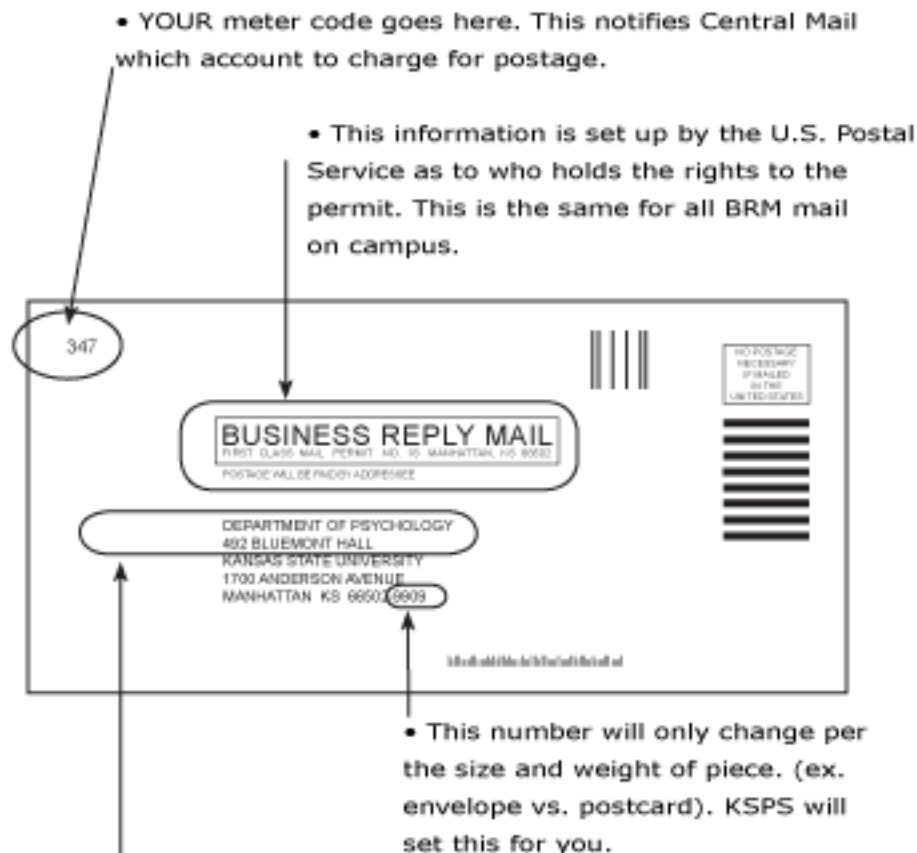 • YOUR meter code goes here. This notifies Central Mail
which account to charge for postage.
• This information is set up by the U.S. Postal
Service as to who holds the rights to the
permit. This is the same for all BRM mail
on campus.
347
NO POSTAGE
NECESSARY
IF MAILED
IN THE
UNITED STATES
BUSINESS REPLY MAIL
FIRST CLASS MAIL PERMIT NO. 18 MANHATTAN, KS 66502
POSTAGE WILL BE PAID BY ADDRESSEE
DEPARTMENT OF PSYCHOLOGY
492 BLUEMONT HALL
KANSAS STATE UNIVERSITY
1700 ANDERSON AVENUE
MANHATTAN KS 66502-9909
• This number will only change per
the size and weight of piece. (ex.
envelope vs. postcard). KSPS will
set this for you.